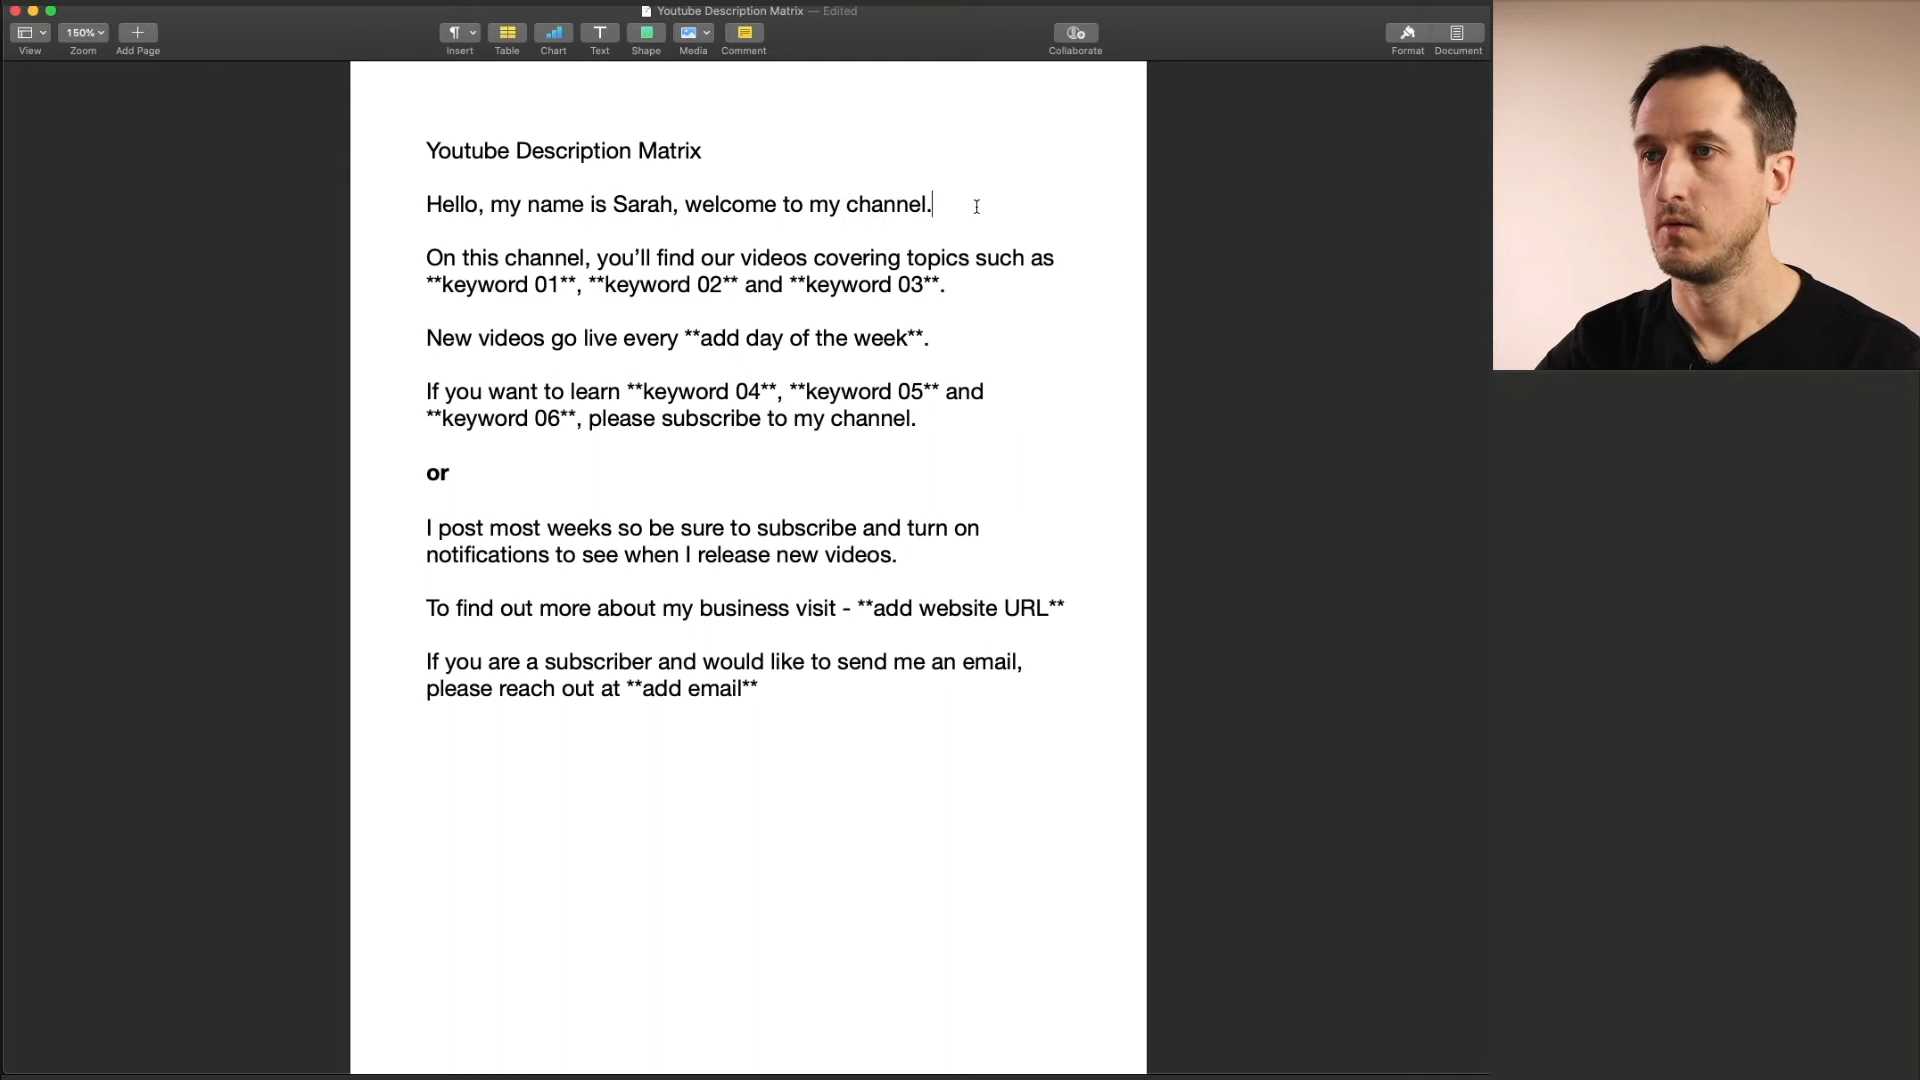 Youtube Description Matrix — Edited
150%
View
Zoom
Add Page
Insert
Table
Chart
Text
Shape
Media
Comment
Collaborate
Format
Document
Youtube Description Matrix
Hello, my name is Sarah, welcome to my channel.
On this channel, you’ll find our videos covering topics such as
**keyword 01**, **keyword 02** and **keyword 03**.
New videos go live every **add day of the week**.
If you want to learn **keyword 04**, **keyword 05** and
**keyword 06**, please subscribe to my channel.
or
I post most weeks so be sure to subscribe and turn on
notifications to see when I release new videos.
To find out more about my business visit - **add website URL**
If you are a subscriber and would like to send me an email,
please reach out at **add email**